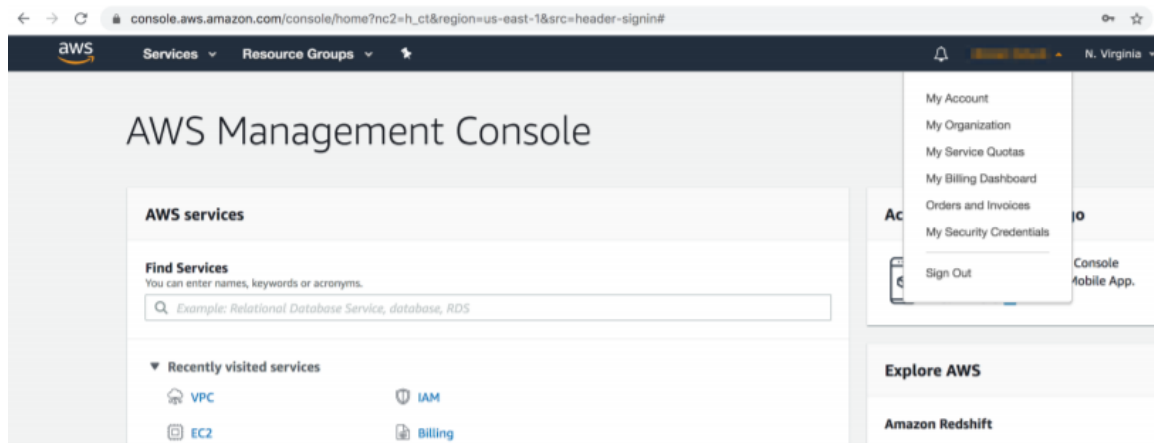 console.aws.amazon.com/console/home?nc2=h_ct&region=us-east-1&src=header-signin#
aws Services Resource Groups N. Virginia
My Account
My Organization
My Service Quotas
My Billing Dashboard
Orders and Invoices
My Security Credentials
Sign Out
AWS Management Console
AWS services
Find Services
You can enter names, keywords or acronyms.
Example: Relational Database Service, database, RDS
Recently visited services
VPC IAM
EC2 Billing
Ac
go
Console
Mobile App.
Explore AWS
Amazon Redshift